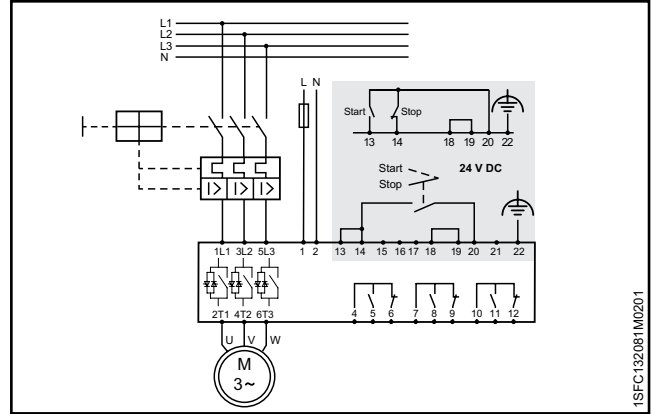 L1
L2
L3
N
L N
Start Stop
13 14 18 19 20 22
Start
Stop
24 V DC
I> I> I>
1L1 3L2 5L3 1 2 13 14 15 16 17 18 19 20 21 22
2T1 4T2 6T3 4 5 6 7 8 9 10 11 12
U V W
M
3~
1SFC132081M0201